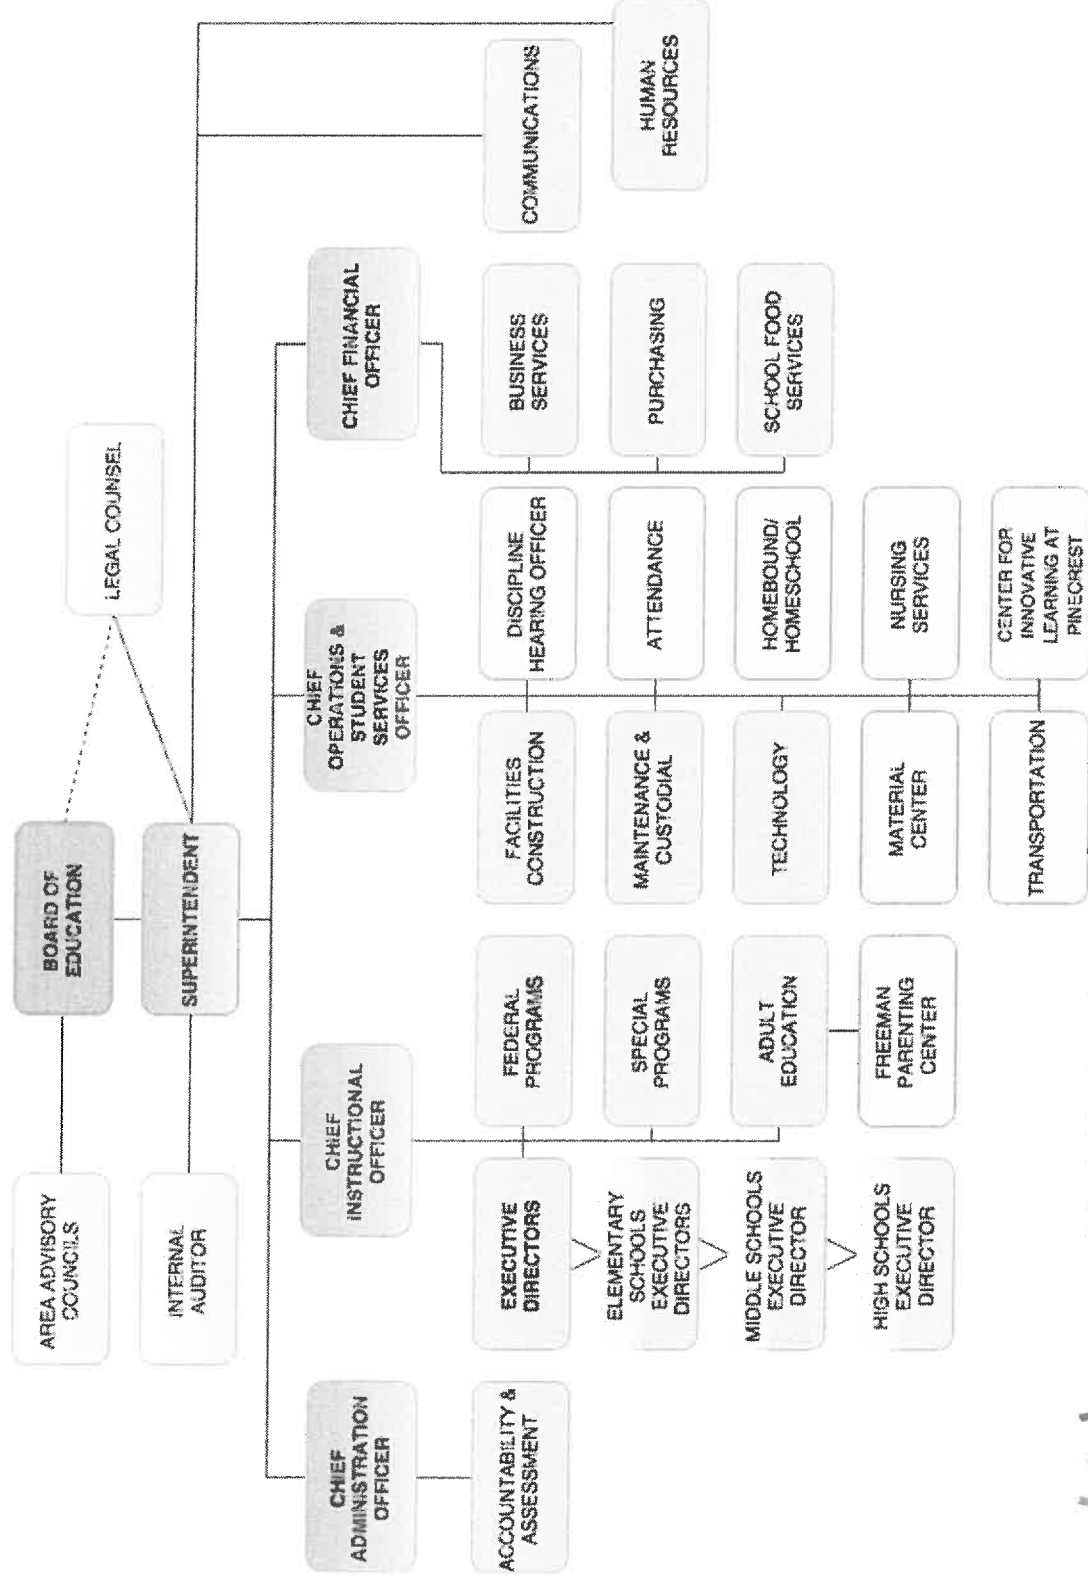 BOARD OF
EDUCATION
AREA ADVISORY
COUNCILS
LEGAL COUNSEL
SUPERINTENDENT
INTERNAL
AUDITOR
CHIEF
ADMINISTRATION
OFFICER
ACCOUNTABILITY &
ASSESSMENT
CHIEF
INSTRUCTIONAL
OFFICER
EXECUTIVE
DIRECTORS
ELEMENTARY
SCHOOLS
EXECUTIVE
DIRECTORS
MIDDLE SCHOOLS
EXECUTIVE
DIRECTOR
HIGH SCHOOLS
EXECUTIVE
DIRECTOR
FEDERAL
PROGRAMS
SPECIAL
PROGRAMS
ADULT
EDUCATION
FREEMAN
PARENTING
CENTER
CHIEF
OPERATIONS &
STUDENT
SERVICES
OFFICER
FACILITIES
CONSTRUCTION
MAINTENANCE &
CUSTODIAL
TECHNOLOGY
MATERIAL
CENTER
TRANSPORTATION
DISCIPLINE
HEARING OFFICER
ATTENDANCE
HOMEBOUND/
HOMESCHOOL
NURSING
SERVICES
CENTER FOR
INNOVATIVE
LEARNING AT
PINECREST
CHIEF FINANCIAL
OFFICER
BUSINESS
SERVICES
PURCHASING
SCHOOL FOOD
SERVICES
COMMUNICATIONS
HUMAN
RESOURCES